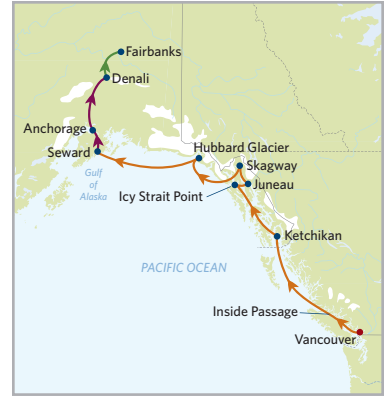 Fairbanks
Denali
Anchorage
Seward
Hubbard Glacier
Skagway
Gulf
of
Alaska
Juneau
Icy Strait Point
Ketchikan
PACIFIC OCEAN
Inside Passage
Vancouver